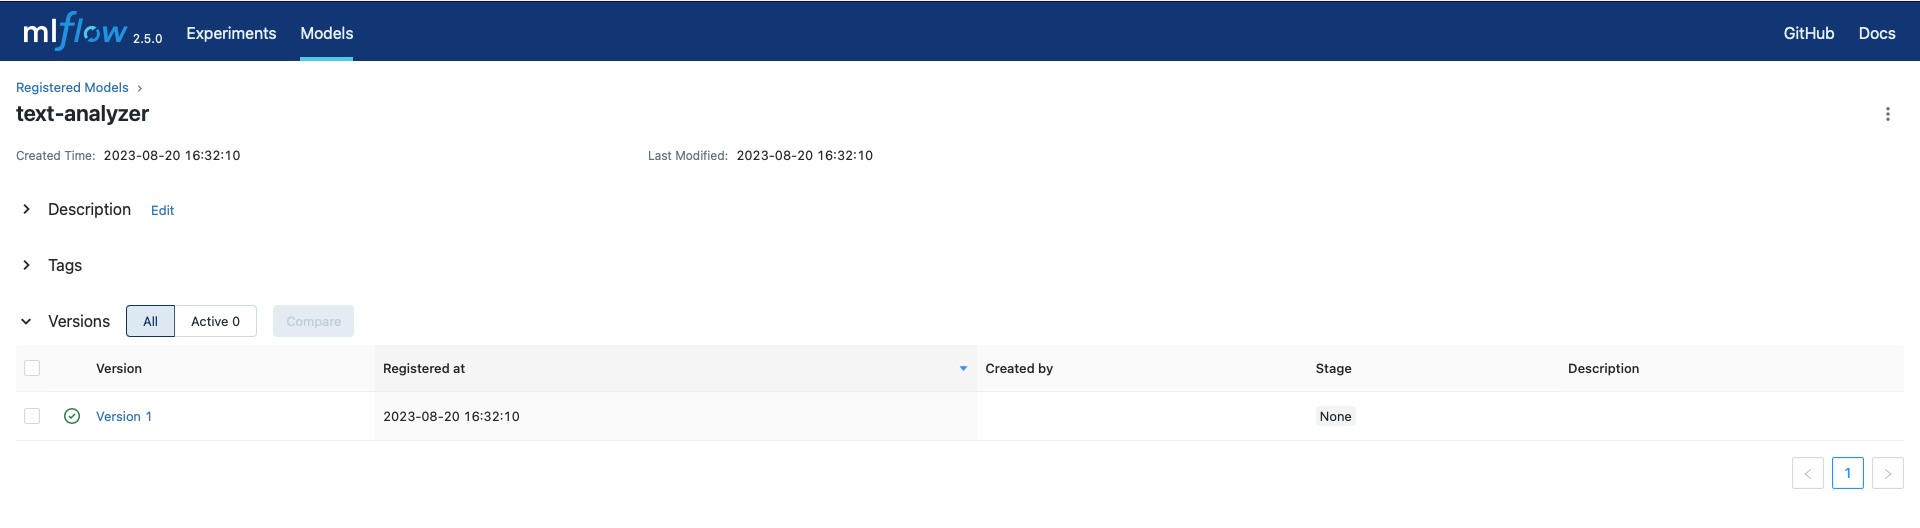 mlflow 2.5.0 Experiments Models GitHub Docs
Registered Models ›
text-analyzer
Created Time: 2023-08-20 16:32:10 Last Modified: 2023-08-20 16:32:10
Description Edit
Tags
Versions All Active 0 Compare
Version Registered at Created by Stage Description
Version 1 2023-08-20 16:32:10 None
< 1 >